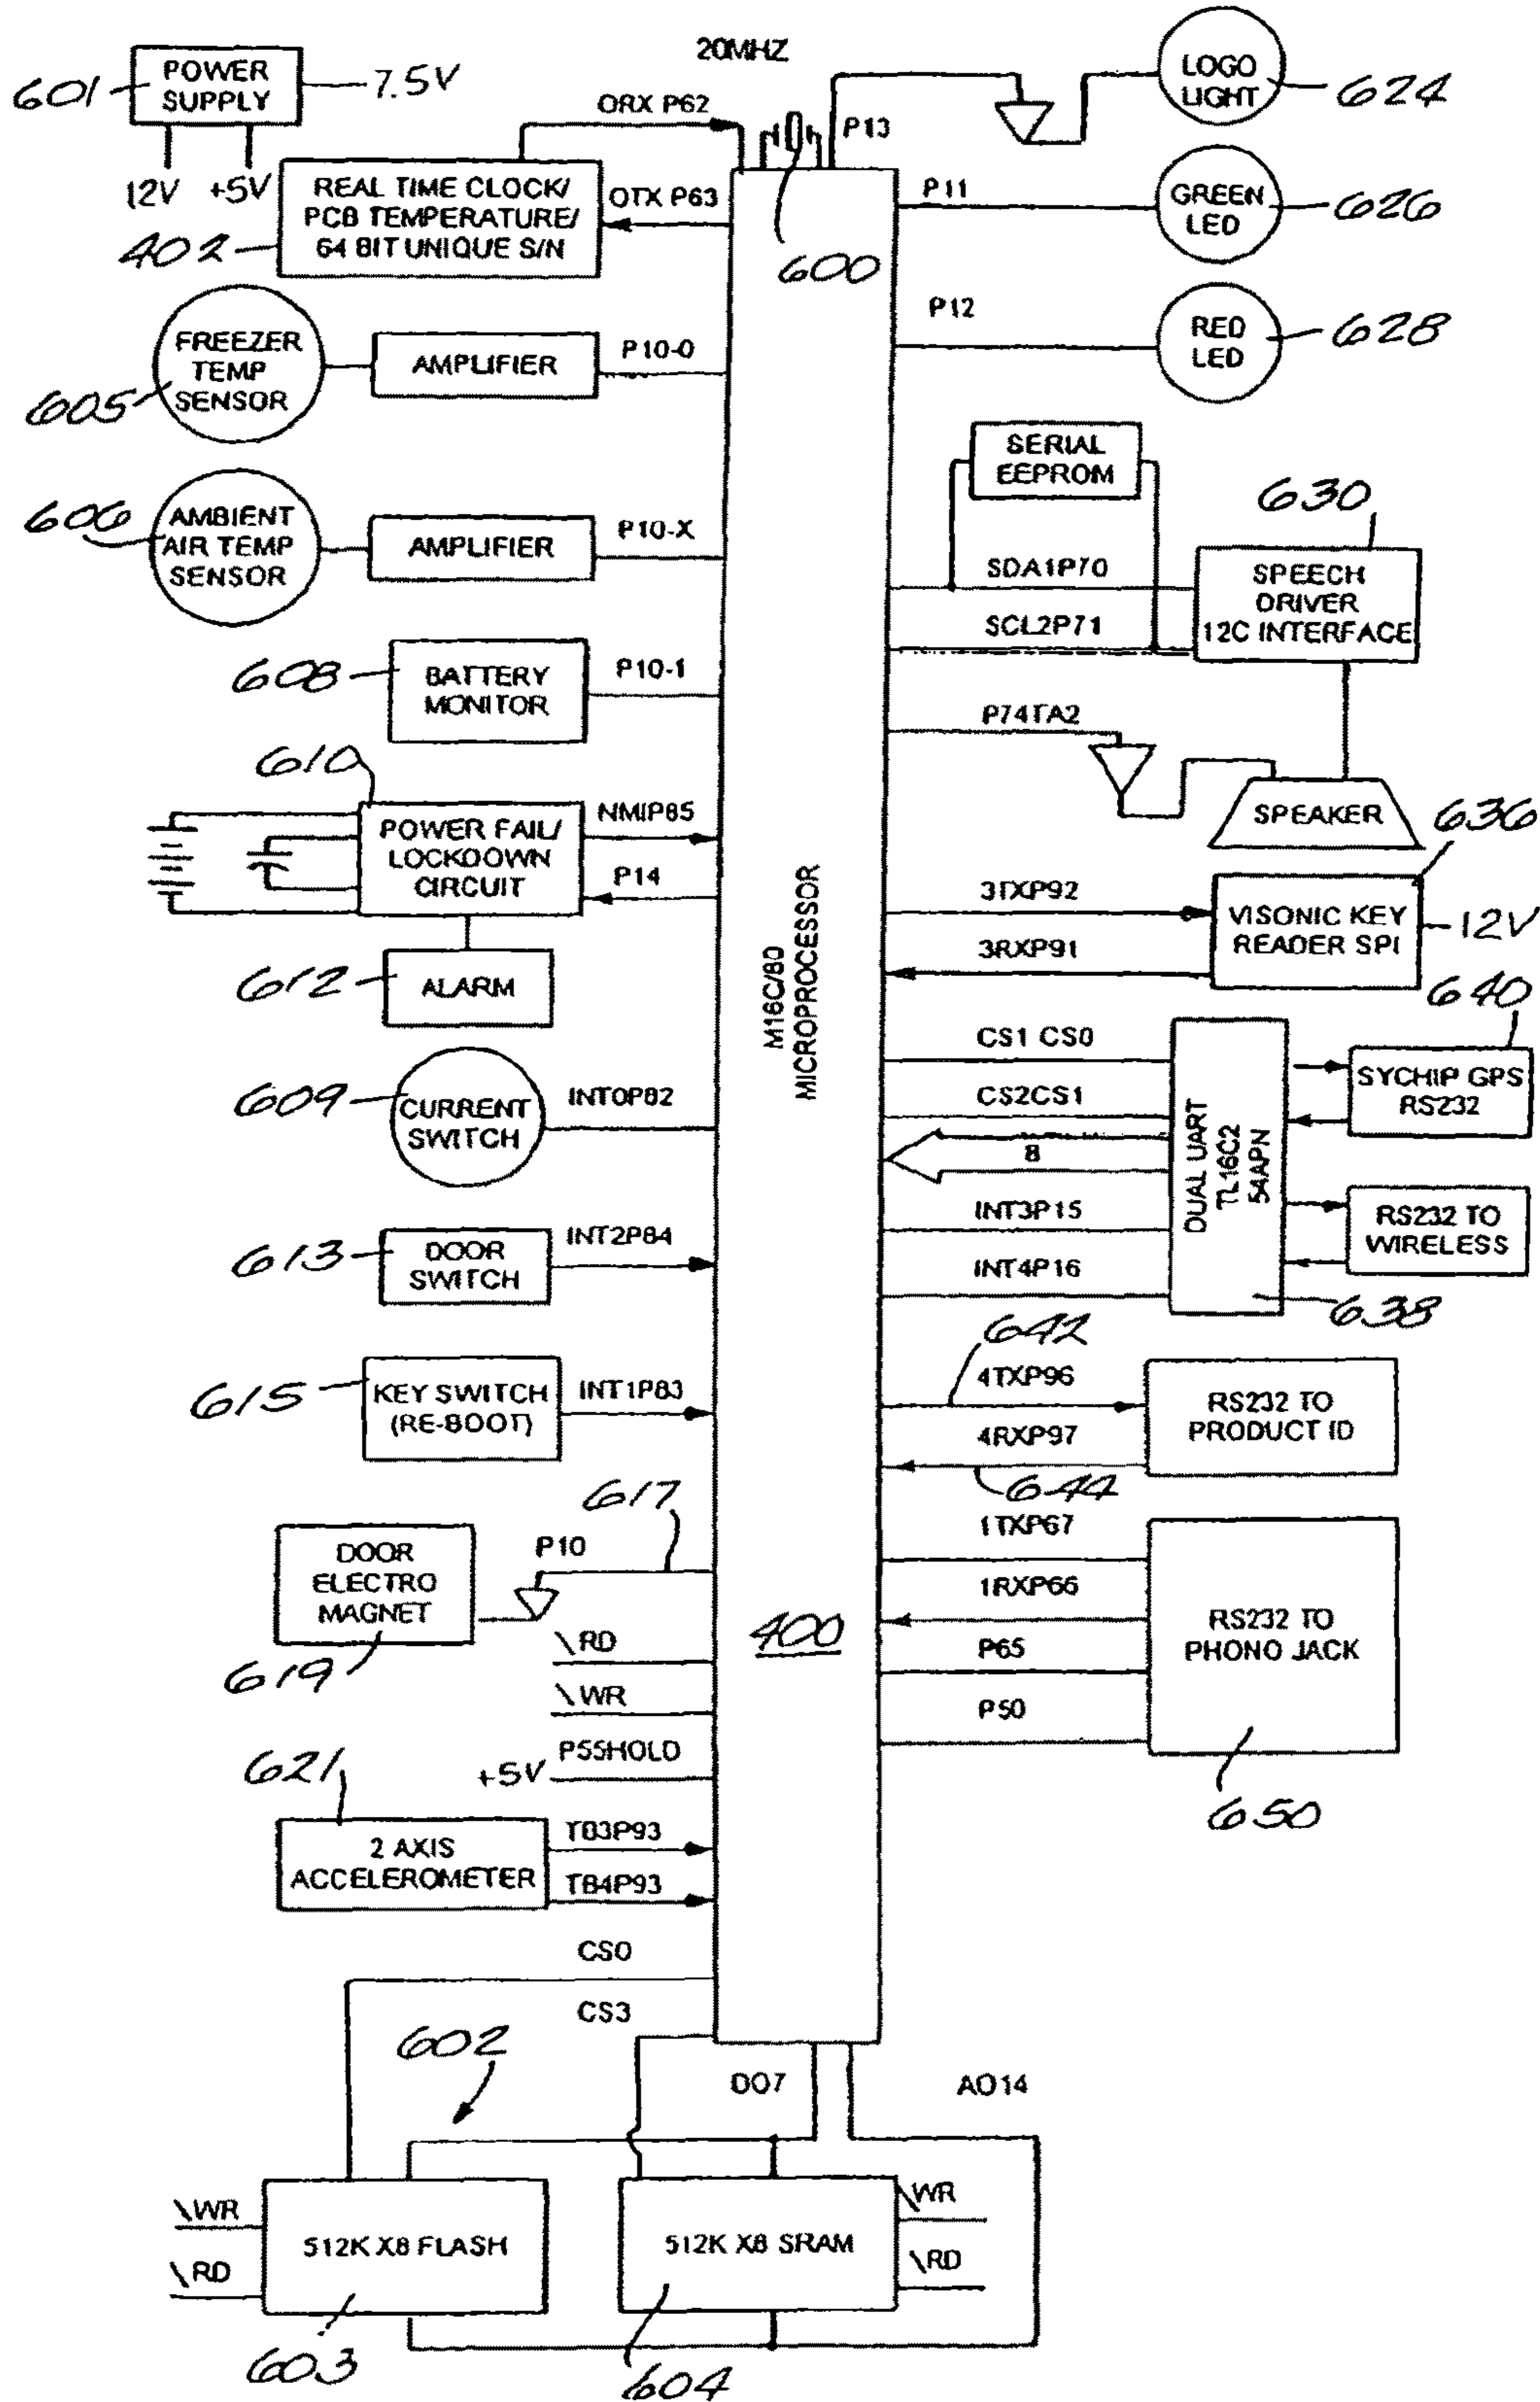 20MHZ
601
POWER
SUPPLY
7.5V
12V
+5V
ORX P62
P13
LOGO
LIGHT
624
REAL TIME CLOCK/
PCB TEMPERATURE/
64 BIT UNIQUE S/N
402
OTX P63
600
P11
GREEN
LED
626
P12
RED
LED
628
FREEZER
TEMP
SENSOR
605
AMPLIFIER
P10-0
SERIAL
EEPROM
606
AMBIENT
AIR TEMP
SENSOR
AMPLIFIER
P10-X
630
SDA1P70
SCL2P71
SPEECH
DRIVER
12C INTERFACE
608
BATTERY
MONITOR
P10-1
P74TA2
SPEAKER
610
POWER FAIL/
LOCKDOWN
CIRCUIT
NMIP85
P14
636
3TXP92
3RXP91
VISONIC KEY
READER SPI
12V
612
ALARM
M16C/80
MICROPROCESSOR
640
CS1 CS0
CS2CS1
8
INT3P15
INT4P16
DUAL UART
TL16C2
54APN
SYCHIP GPS
RS232
RS232 TO
WIRELESS
638
609
CURRENT
SWITCH
INT0P82
613
DOOR
SWITCH
INT2P84
615
KEY SWITCH
(RE-BOOT)
INT1P83
642
4TXP96
4RXP97
644
RS232 TO
PRODUCT ID
617
DOOR
ELECTRO
MAGNET
P10
619
400
1TXP67
1RXP66
P65
P50
RS232 TO
PHONO JACK
650
\RD
\WR
P55HOLD
+5V
621
2 AXIS
ACCELEROMETER
TB3P93
TB4P93
CS0
CS3
602
DO7
AO14
\WR
\RD
512K X8 FLASH
603
512K X8 SRAM
604
\WR
\RD